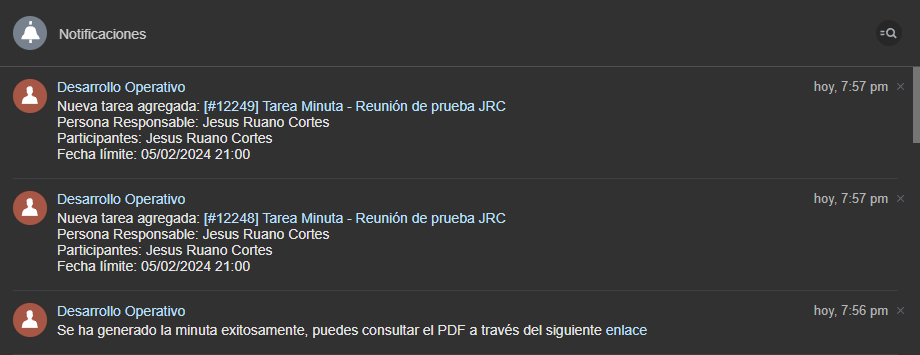 Notificaciones
Desarrollo Operativo
hoy, 7:57 pm
Nueva tarea agregada: [#12249] Tarea Minuta - Reunión de prueba JRC
Persona Responsable: Jesus Ruano Cortes
Participantes: Jesus Ruano Cortes
Fecha límite: 05/02/2024 21:00
Desarrollo Operativo
hoy, 7:57 pm
Nueva tarea agregada: [#12248] Tarea Minuta - Reunión de prueba JRC
Persona Responsable: Jesus Ruano Cortes
Participantes: Jesus Ruano Cortes
Fecha límite: 05/02/2024 21:00
Desarrollo Operativo
hoy, 7:56 pm
Se ha generado la minuta exitosamente, puedes consultar el PDF a través del siguiente enlace